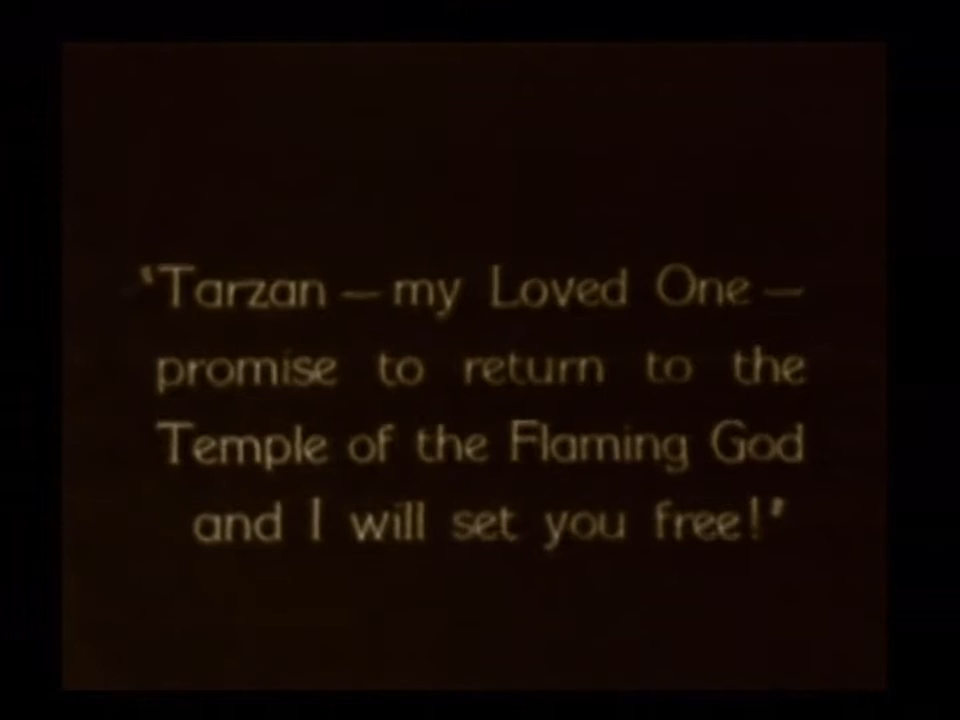 "Tarzan — my Loved One —
promise to return to the
Temple of the Flaming God
and I will set you free!"